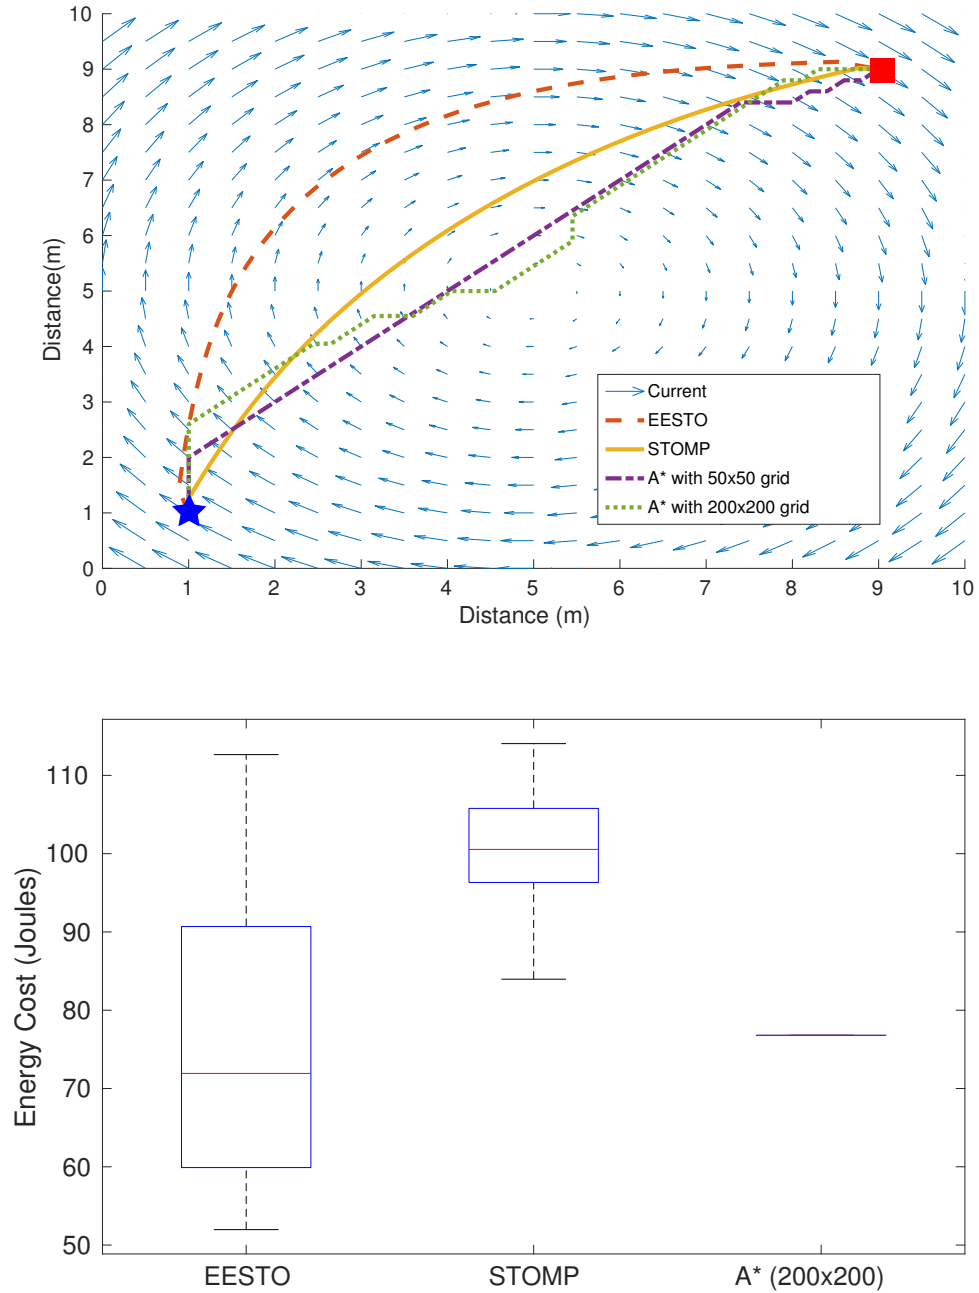 10
9
8
7
6
5
4
3
2
1
0
Distance(m)
Current
EESTO
STOMP
A* with 50x50 grid
A* with 200x200 grid
0 1 2 3 4 5 6 7 8 9 10
Distance (m)
110
100
90
80
70
60
50
Energy Cost (Joules)
EESTO STOMP A* (200x200)